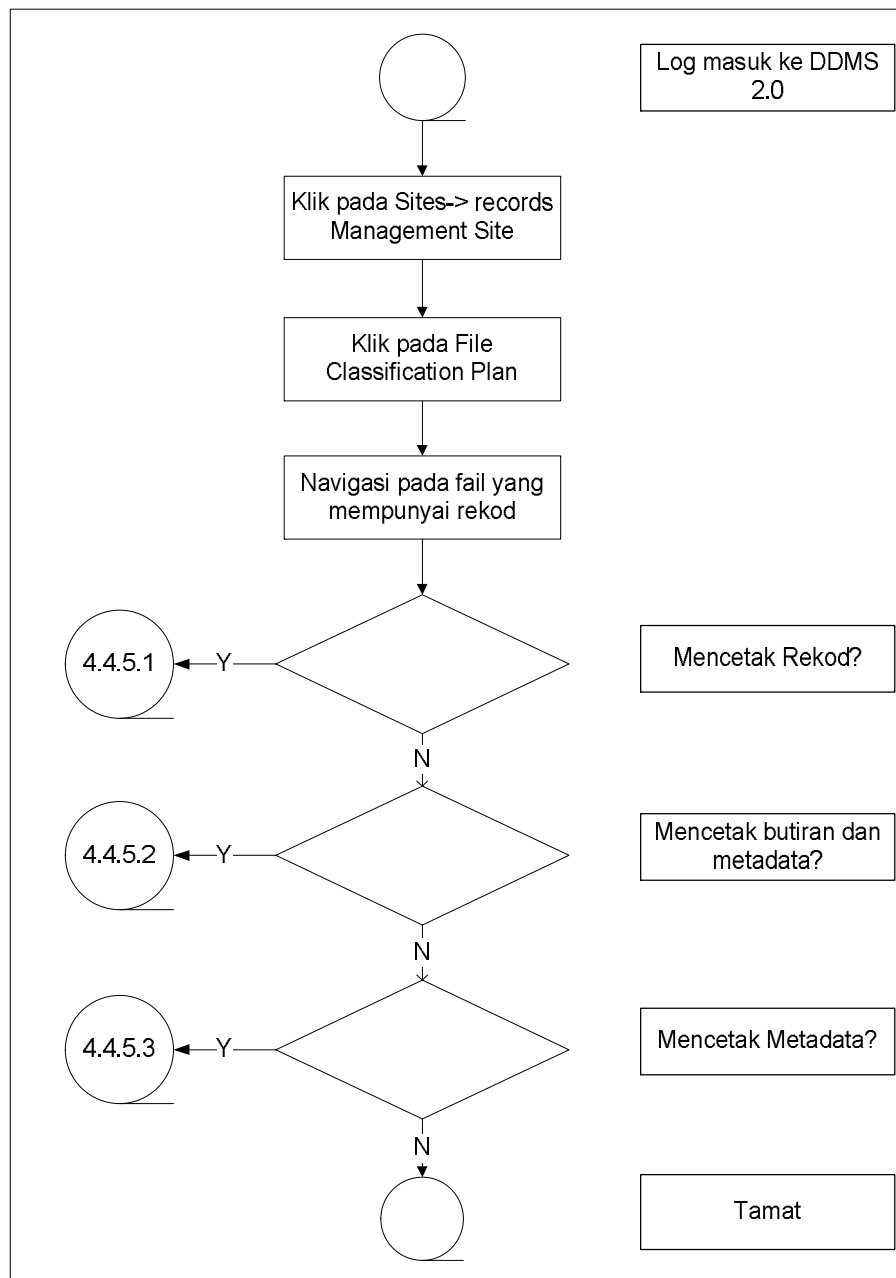 Log masuk ke DDMS
2.0
Klik pada Sites-> records
Management Site
Klik pada File
Classification Plan
Navigasi pada fail yang
mempunyai rekod
4.4.5.1
Y
Mencetak Rekod?
N
4.4.5.2
Y
Mencetak butiran dan
metadata?
N
4.4.5.3
Y
Mencetak Metadata?
N
Tamat